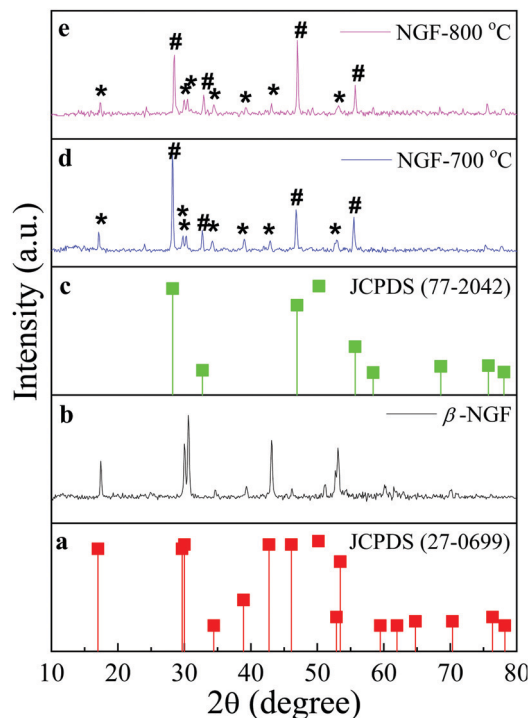 e
NGF-800 °C
* # * * # * * * # * #
d
NGF-700 °C
* # * * # * * * # * #
c
JCPDS (77-2042)
b
β-NGF
a
JCPDS (27-0699)
Intensity (a.u.)
10 20 30 40 50 60 70 80
2θ (degree)